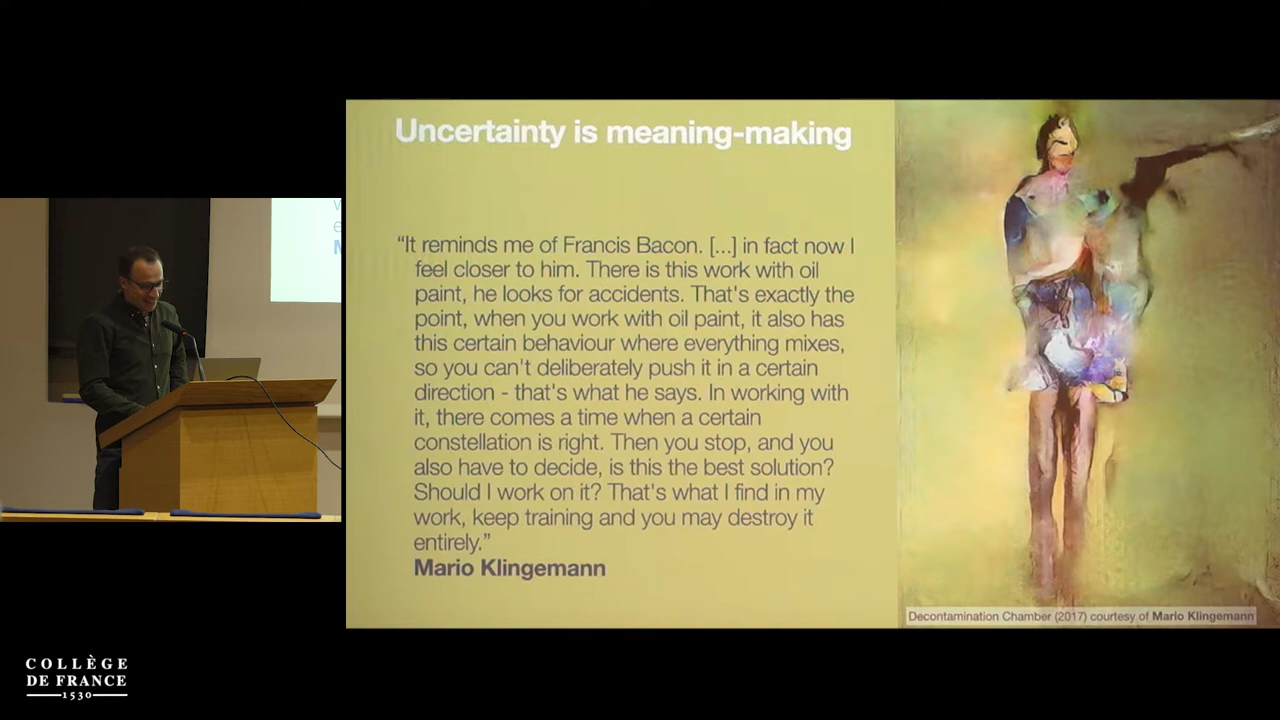 Uncertainty is meaning-making
“It reminds me of Francis Bacon. [...] in fact now I
feel closer to him. There is this work with oil
paint, he looks for accidents. That's exactly the
point, when you work with oil paint, it also has
this certain behaviour where everything mixes,
so you can't deliberately push it in a certain
direction - that's what he says. In working with
it, there comes a time when a certain
constellation is right. Then you stop, and you
also have to decide, is this the best solution?
Should I work on it? That's what I find in my
work, keep training and you may destroy it
entirely.”
Mario Klingemann
Decontamination Chamber (2017) courtesy of Mario Klingemann
COLLÈGE
DE FRANCE
1530